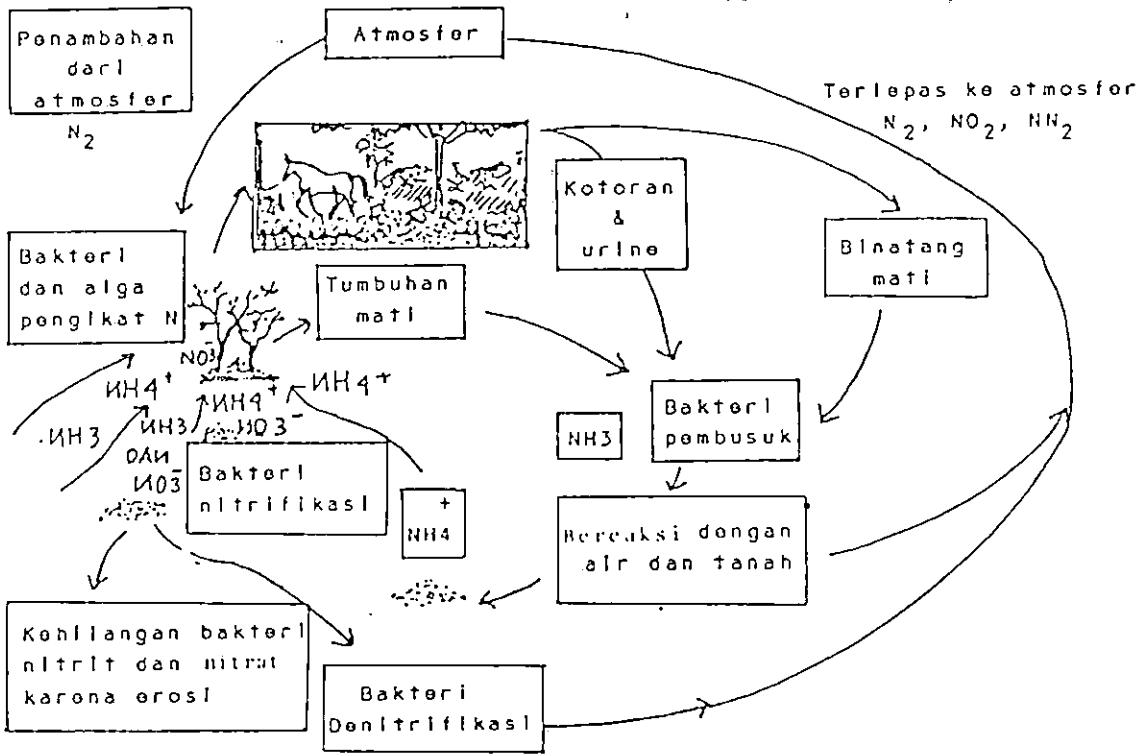 Penambahan
dari
atmosfer
N2
Atmosfer
Terlepas ke atmosfer
N2, NO2, NN2
Kotoran
&
urine
Binatang
mati
Bakteri
dan alga
pengikat N
Tumbuhan
mati
NO3-
NH4+
NH4+
NH4+
NH3
NH3
NO3-
DAN
NO3-
Bakteri
nitrifikasi
NH3
Bakteri
pembusuk
+
NH4
Bereaksi dengan
air dan tanah
Kehilangan bakteri
nitrit dan nitrat
karena erosi
Bakteri
Denitrifikasi